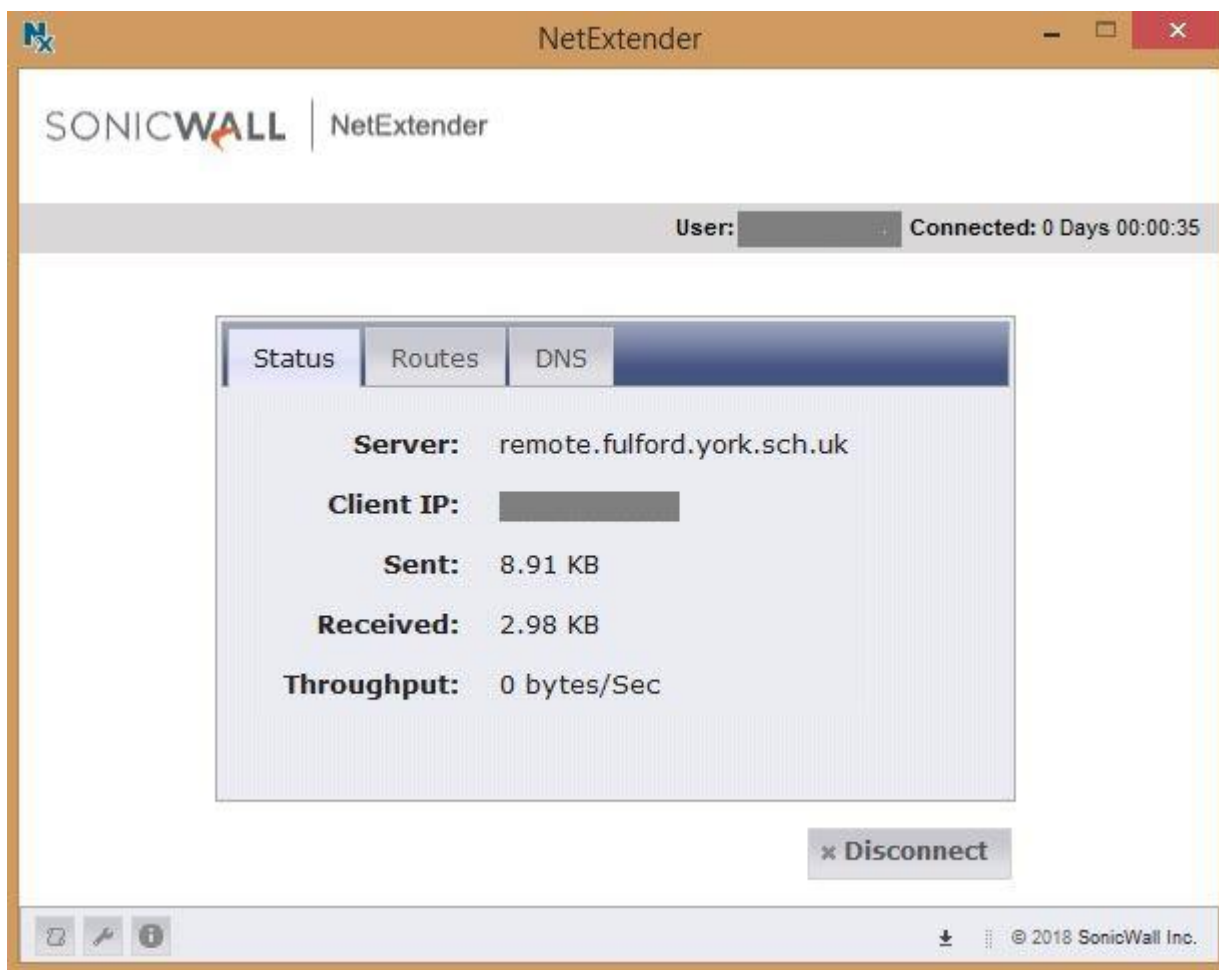 NetExtender
SONICWALL | NetExtender
User: Connected: 0 Days 00:00:35
Status Routes DNS
Server: remote.fulford.york.sch.uk
Client IP:
Sent: 8.91 KB
Received: 2.98 KB
Throughput: 0 bytes/Sec
× Disconnect
© 2018 SonicWall Inc.